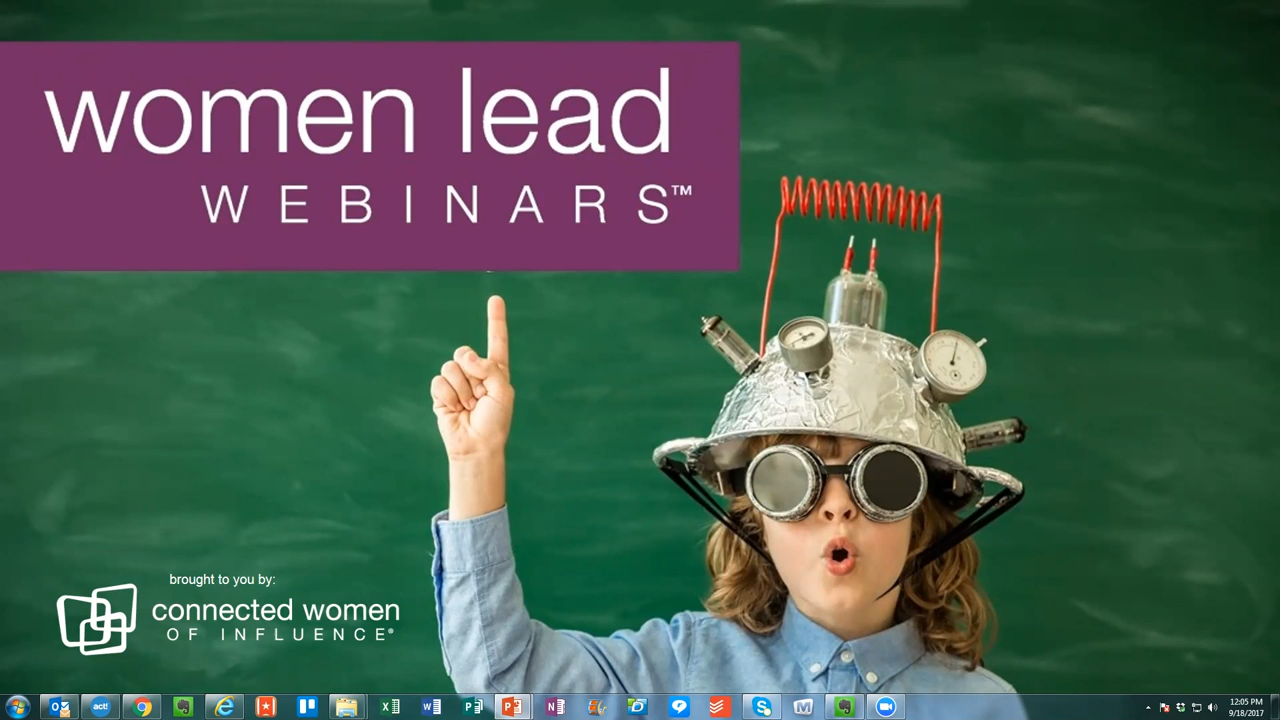 women lead
WEBINARS™
brought to you by:
connected women
OF INFLUENCE®
act!
12:05 PM
9/18/2017